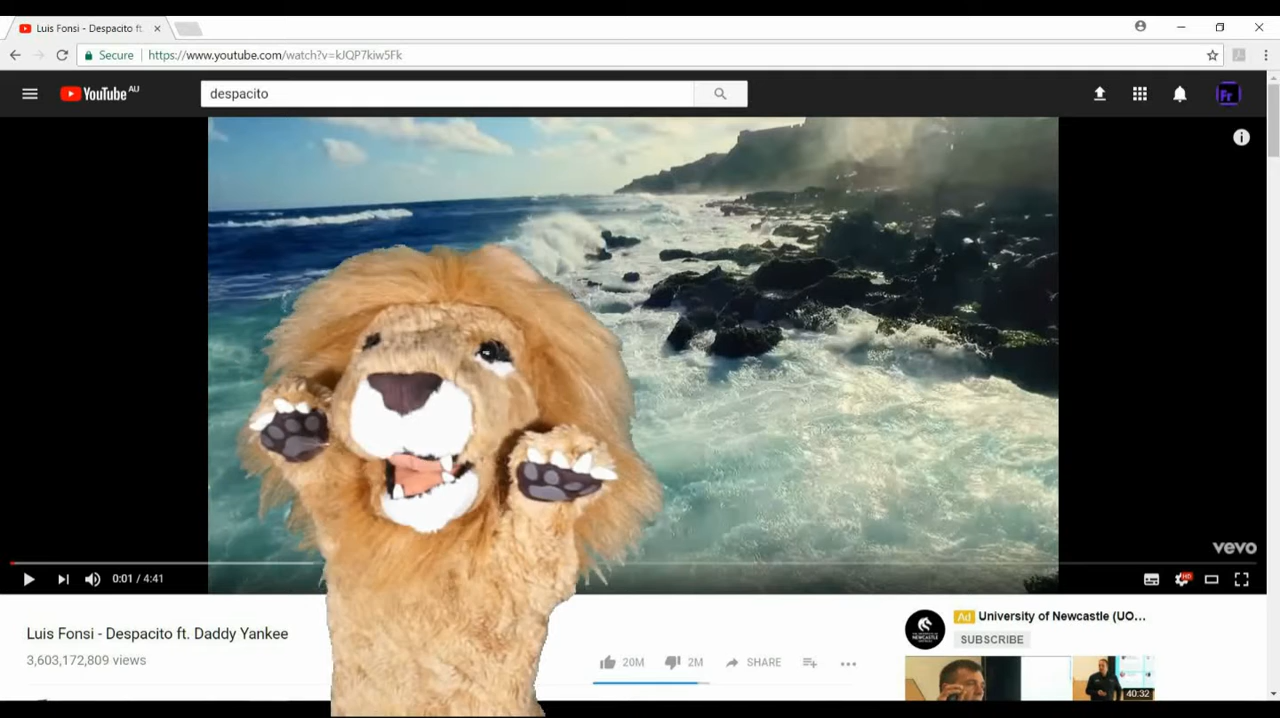 Luis Fonsi - Despacito ft.
Secure
https://www.youtube.com/watch?v=kJQP7kiw5Fk
YouTube AU
despacito
Fr
vevo
0:01 / 4:41
HD
Luis Fonsi - Despacito ft. Daddy Yankee
3,603,172,809 views
20M
2M
SHARE
Ad University of Newcastle (UO...
SUBSCRIBE
40:32